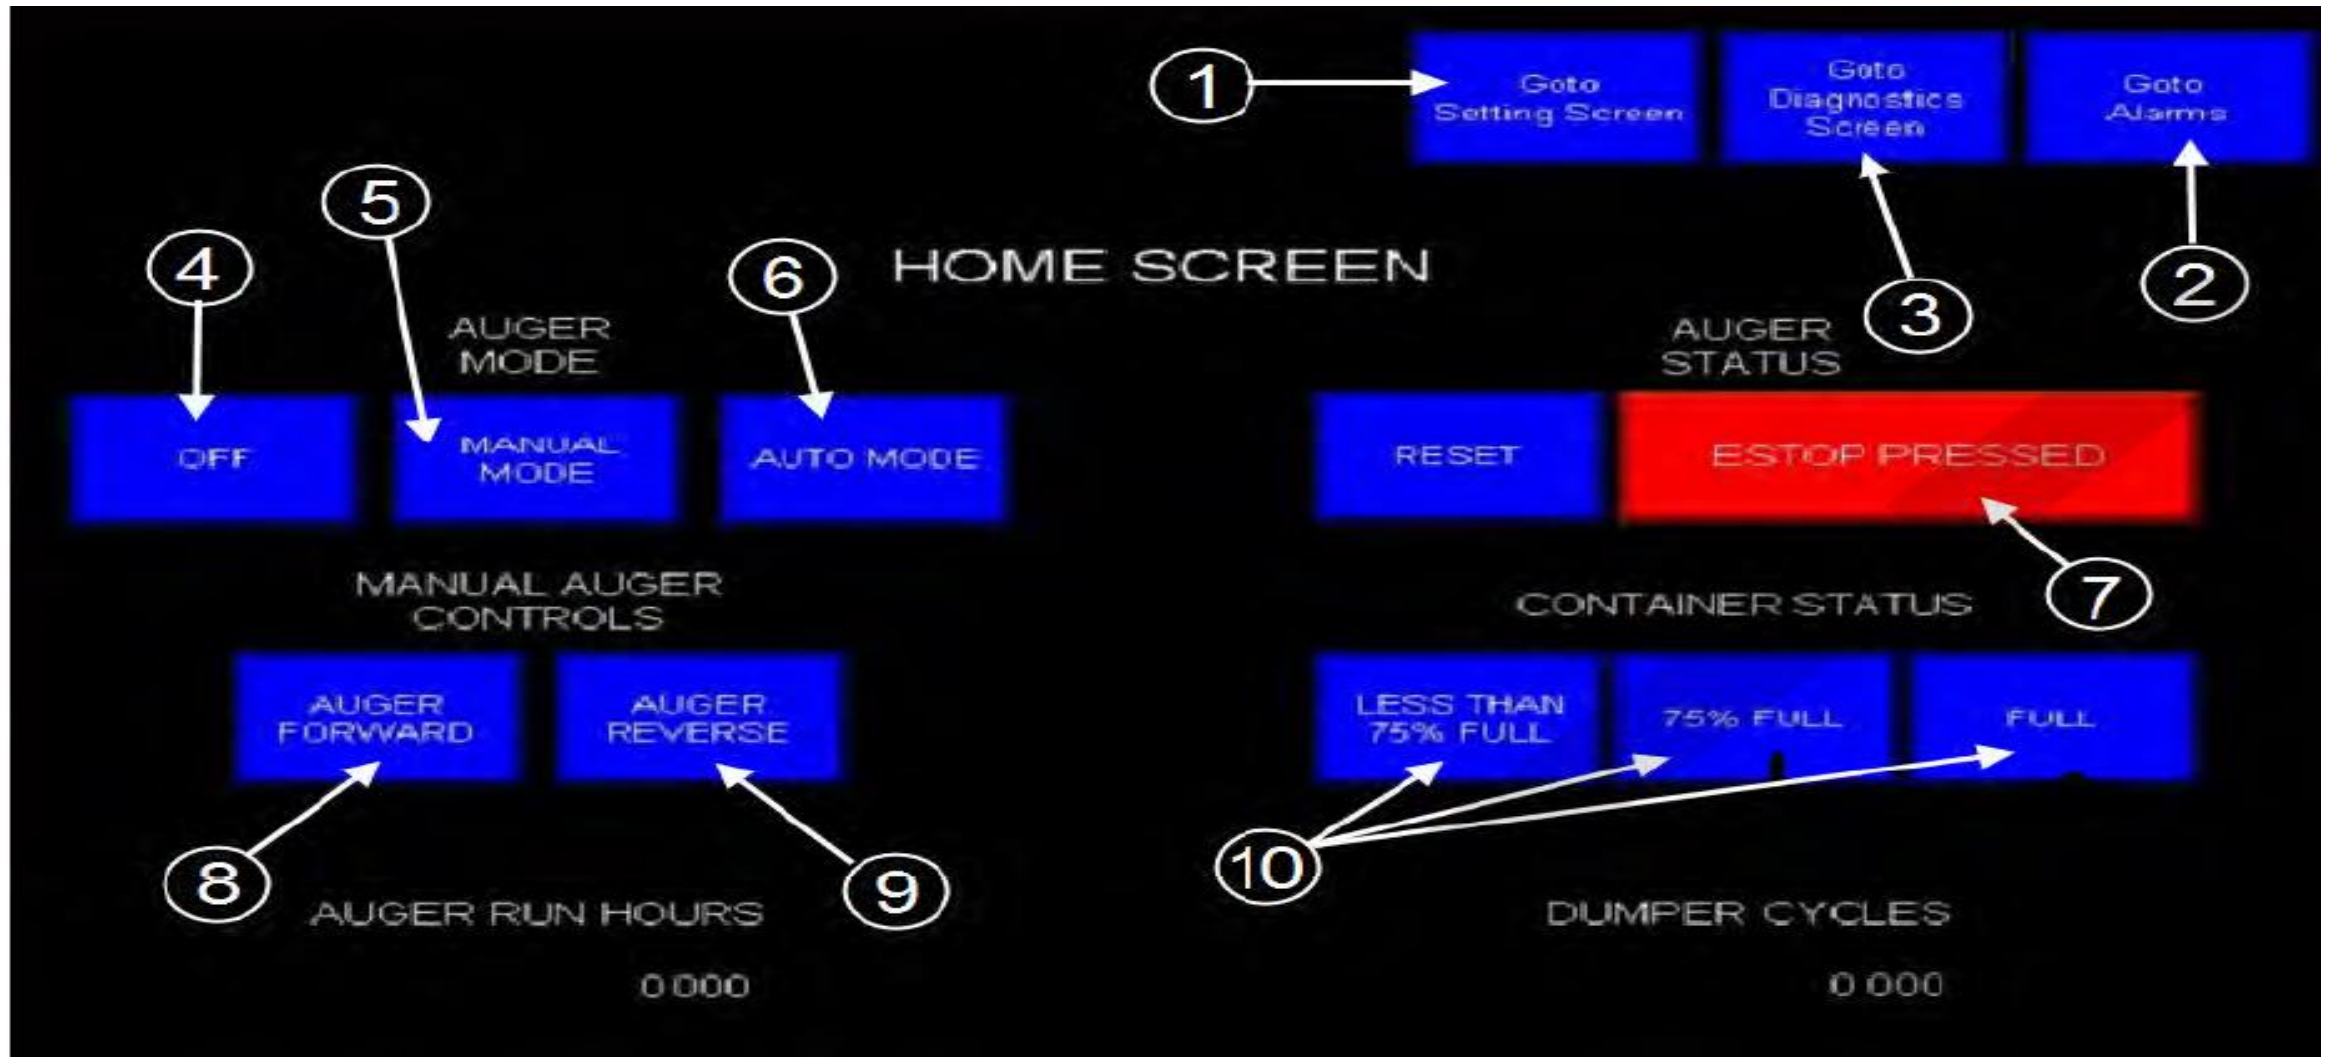 1
Goto
Setting Screen
Goto
Diagnostics
Screen
Goto
Alarms
5
4
6
HOME SCREEN
3
2
AUGER
MODE
AUGER
STATUS
OFF
MANUAL
MODE
AUTO MODE
RESET
ESTOP PRESSED
7
MANUAL AUGER
CONTROLS
CONTAINER STATUS
AUGER
FORWARD
AUGER
REVERSE
LESS THAN
75% FULL
75% FULL
FULL
8
9
10
AUGER RUN HOURS
DUMPER CYCLES
0.000
0.000